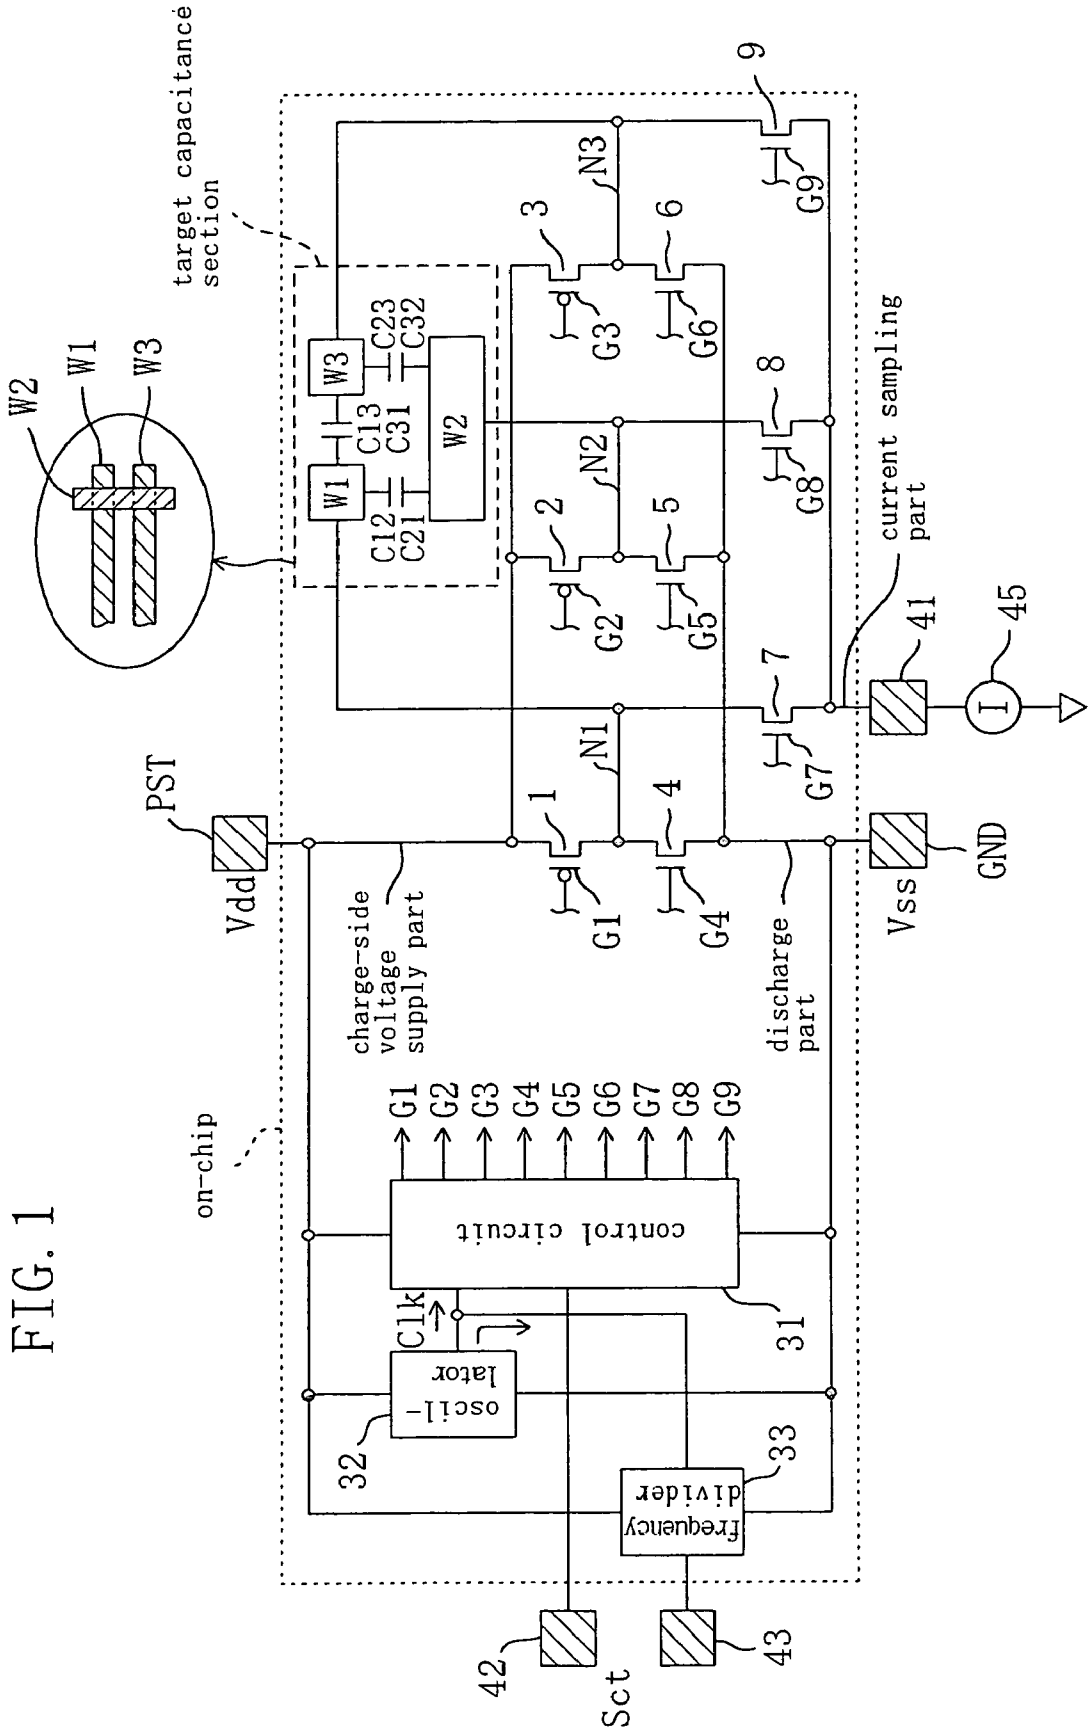 FIG. 1
on-chip
Vdd
PST
W2
W1
W3
target capacitance
section
W1
W3
C13
C31
C12
C21
C23
C32
W2
charge-side
voltage
supply part
Clk
32
oscil-
lator
control circuit
31
G1
G2
G3
G4
G5
G6
G7
G8
G9
frequency
divider
33
42
Sct
43
G1
1
N1
G4
4
G2
2
N2
G5
5
G3
3
N3
G6
6
G7
7
G8
8
G9
9
discharge
part
Vss
GND
current sampling
part
41
I
45